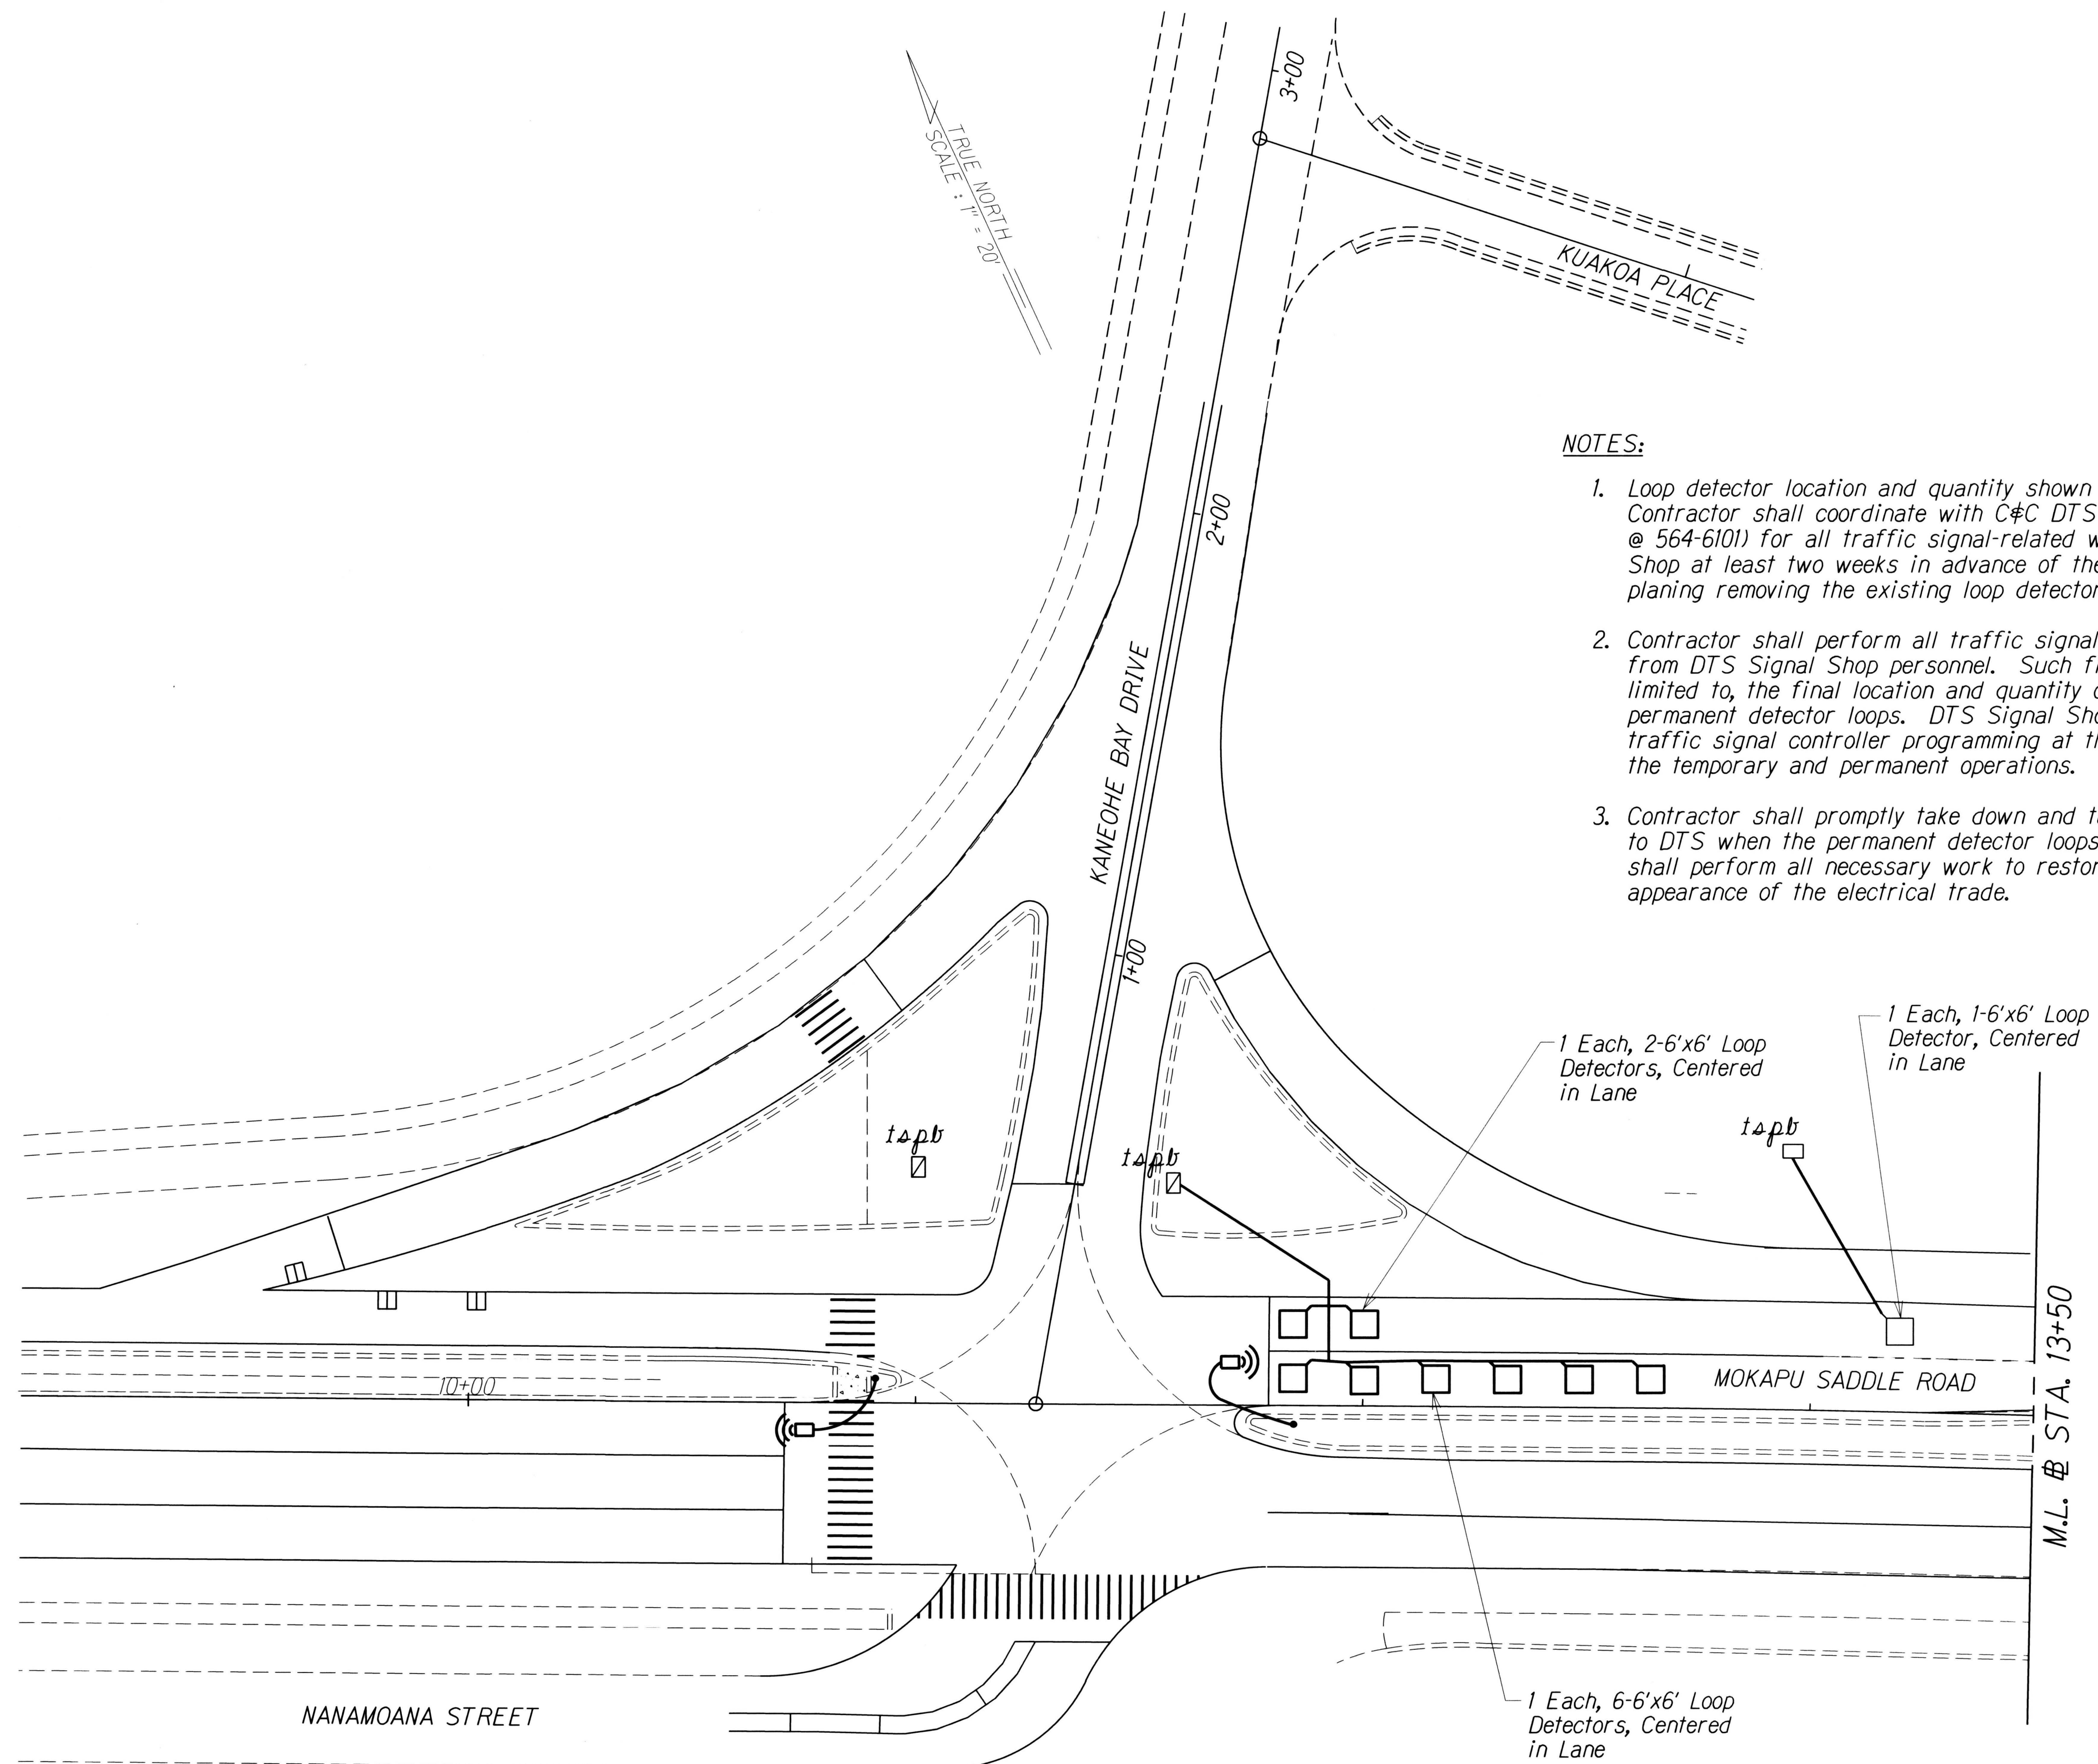 3+00
TRUE NORTH
SCALE : 1" = 20'
KUAKOA PLACE
2+00
KANEOHE BAY DRIVE
1+00
NOTES:
1. Loop detector location and quantity shown
Contractor shall coordinate with C&C DTS
@ 564-6101) for all traffic signal-related
Shop at least two weeks in advance of the
planing removing the existing loop detector
2. Contractor shall perform all traffic signal
from DTS Signal Shop personnel. Such
limited to, the final location and quantity
permanent detector loops. DTS Signal
traffic signal controller programming at
the temporary and permanent operations.
3. Contractor shall promptly take down and
to DTS when the permanent detector loops
shall perform all necessary work to
appearance of the electrical trade.
1 Each, 2-6'x6' Loop
Detectors, Centered
in Lane
1 Each, 1-6'x6' Loop
Detector, Centered
in Lane
tspb
tspb
tspb
10+00
MOKAPU SADDLE ROAD
M.L. B STA. 13+50
NANAMOANA STREET
1 Each, 6-6'x6' Loop
Detectors, Centered
in Lane